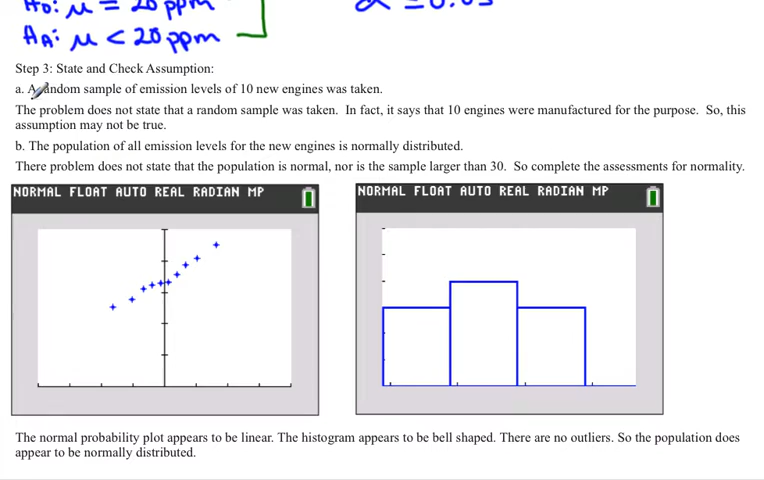 H₀: μ = 20 ppm
α = 0.05
Hₐ: μ < 20 ppm
Step 3: State and Check Assumption:
a. A random sample of emission levels of 10 new engines was taken.
The problem does not state that a random sample was taken.  In fact, it says that 10 engines were manufactured for the purpose.  So, this
assumption may not be true.
b. The population of all emission levels for the new engines is normally distributed.
There problem does not state that the population is normal, nor is the sample larger than 30.  So complete the assessments for normality.
NORMAL FLOAT AUTO REAL RADIAN MP
NORMAL FLOAT AUTO REAL RADIAN MP
The normal probability plot appears to be linear. The histogram appears to be bell shaped. There are no outliers. So the population does
appear to be normally distributed.